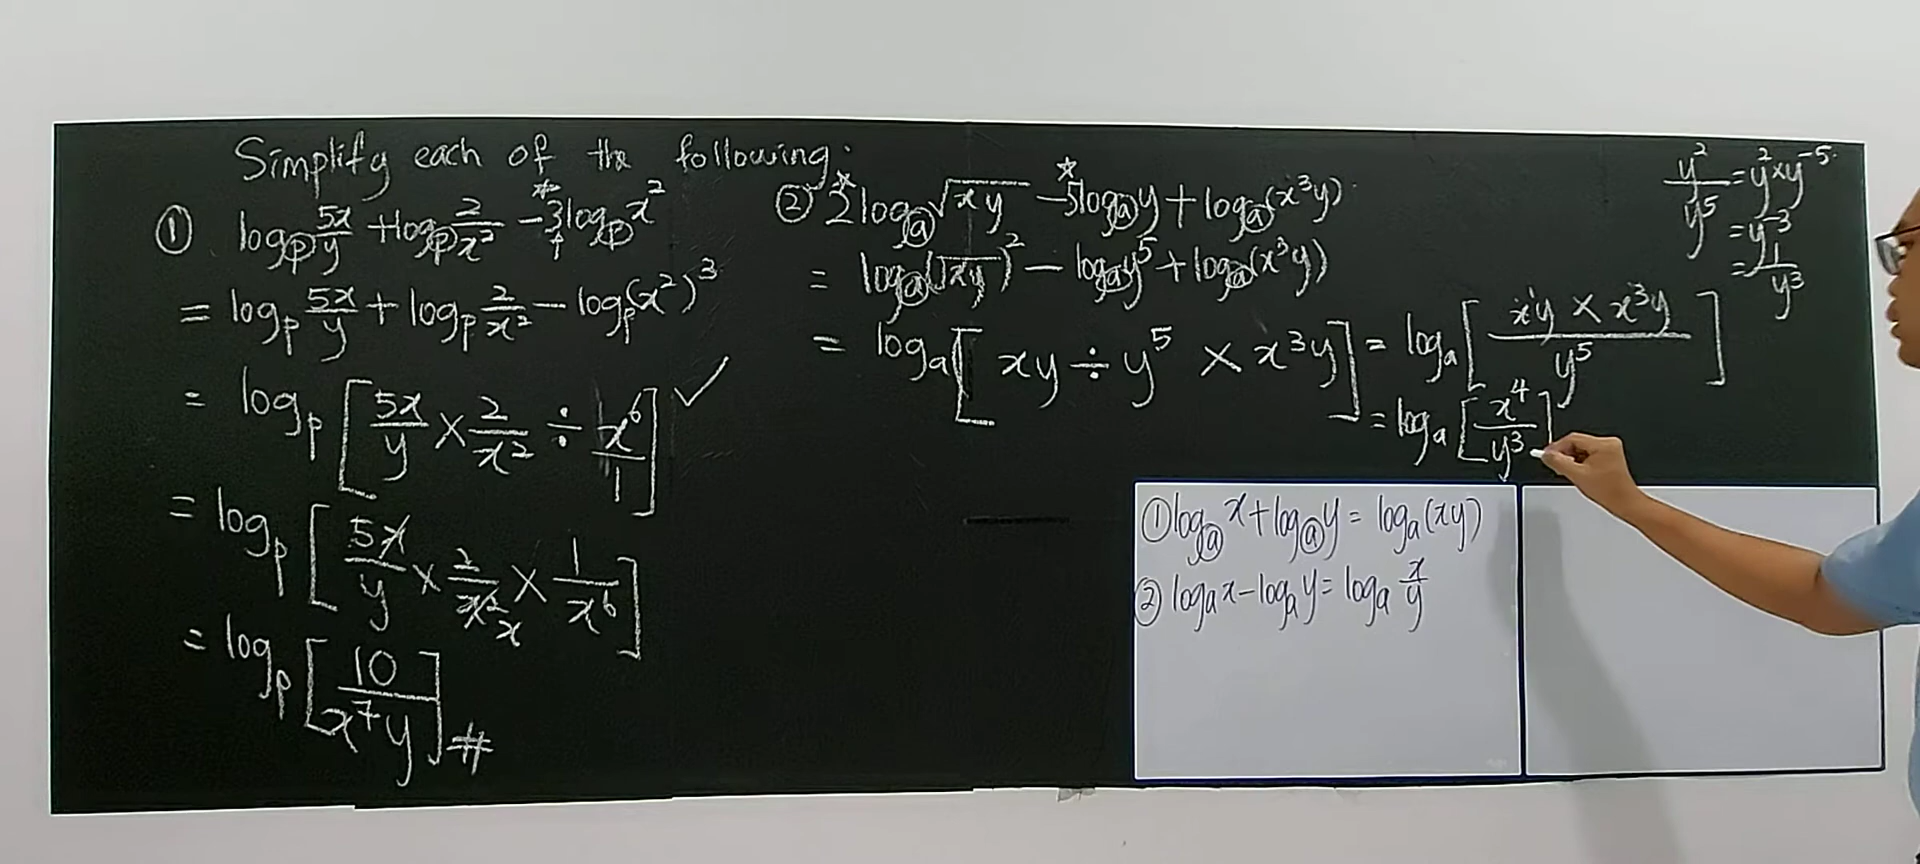 Simplify each of the following:
① log_p 5x/y + log_p 2/x² - 3log_p x²
= log_p 5x/y + log_p 2/x² - log_p(x²)³
= log_p [5x/y × 2/x² ÷ x⁶/1] ✓
= log_p [5x/y × 2/x² × 1/x⁶]
x
= log_p [10/x⁷y] #
② 2log_a √xy - 5log_a y + log_a(x³y)
= log_a(√xy)² - log_a y⁵ + log_a(x³y)
= log_a [xy ÷ y⁵ × x³y] = log_a [x¹y × x³y / y⁵]
= log_a [x⁴/y³]
y²/y⁵ = y² × y⁻⁵
= y⁻³
= 1/y³
① log_a x + log_a y = log_a(xy)
② log_a x - log_a y = log_a x/y